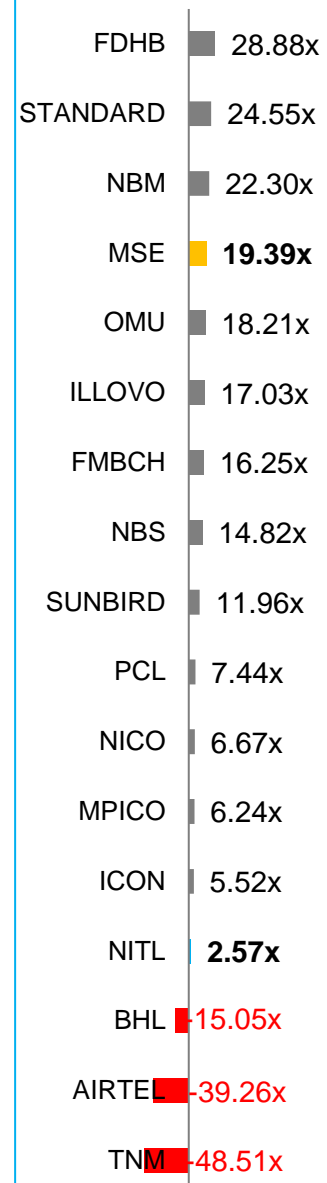 FDHB 28.88x
STANDARD 24.55x
NBM 22.30x
MSE 19.39x
OMU 18.21x
ILLOVO 17.03x
FMBCH 16.25x
NBS 14.82x
SUNBIRD 11.96x
PCL 7.44x
NICO 6.67x
MPICO 6.24x
ICON 5.52x
NITL 2.57x
BHL -15.05x
AIRTEL -39.26x
TNM -48.51x